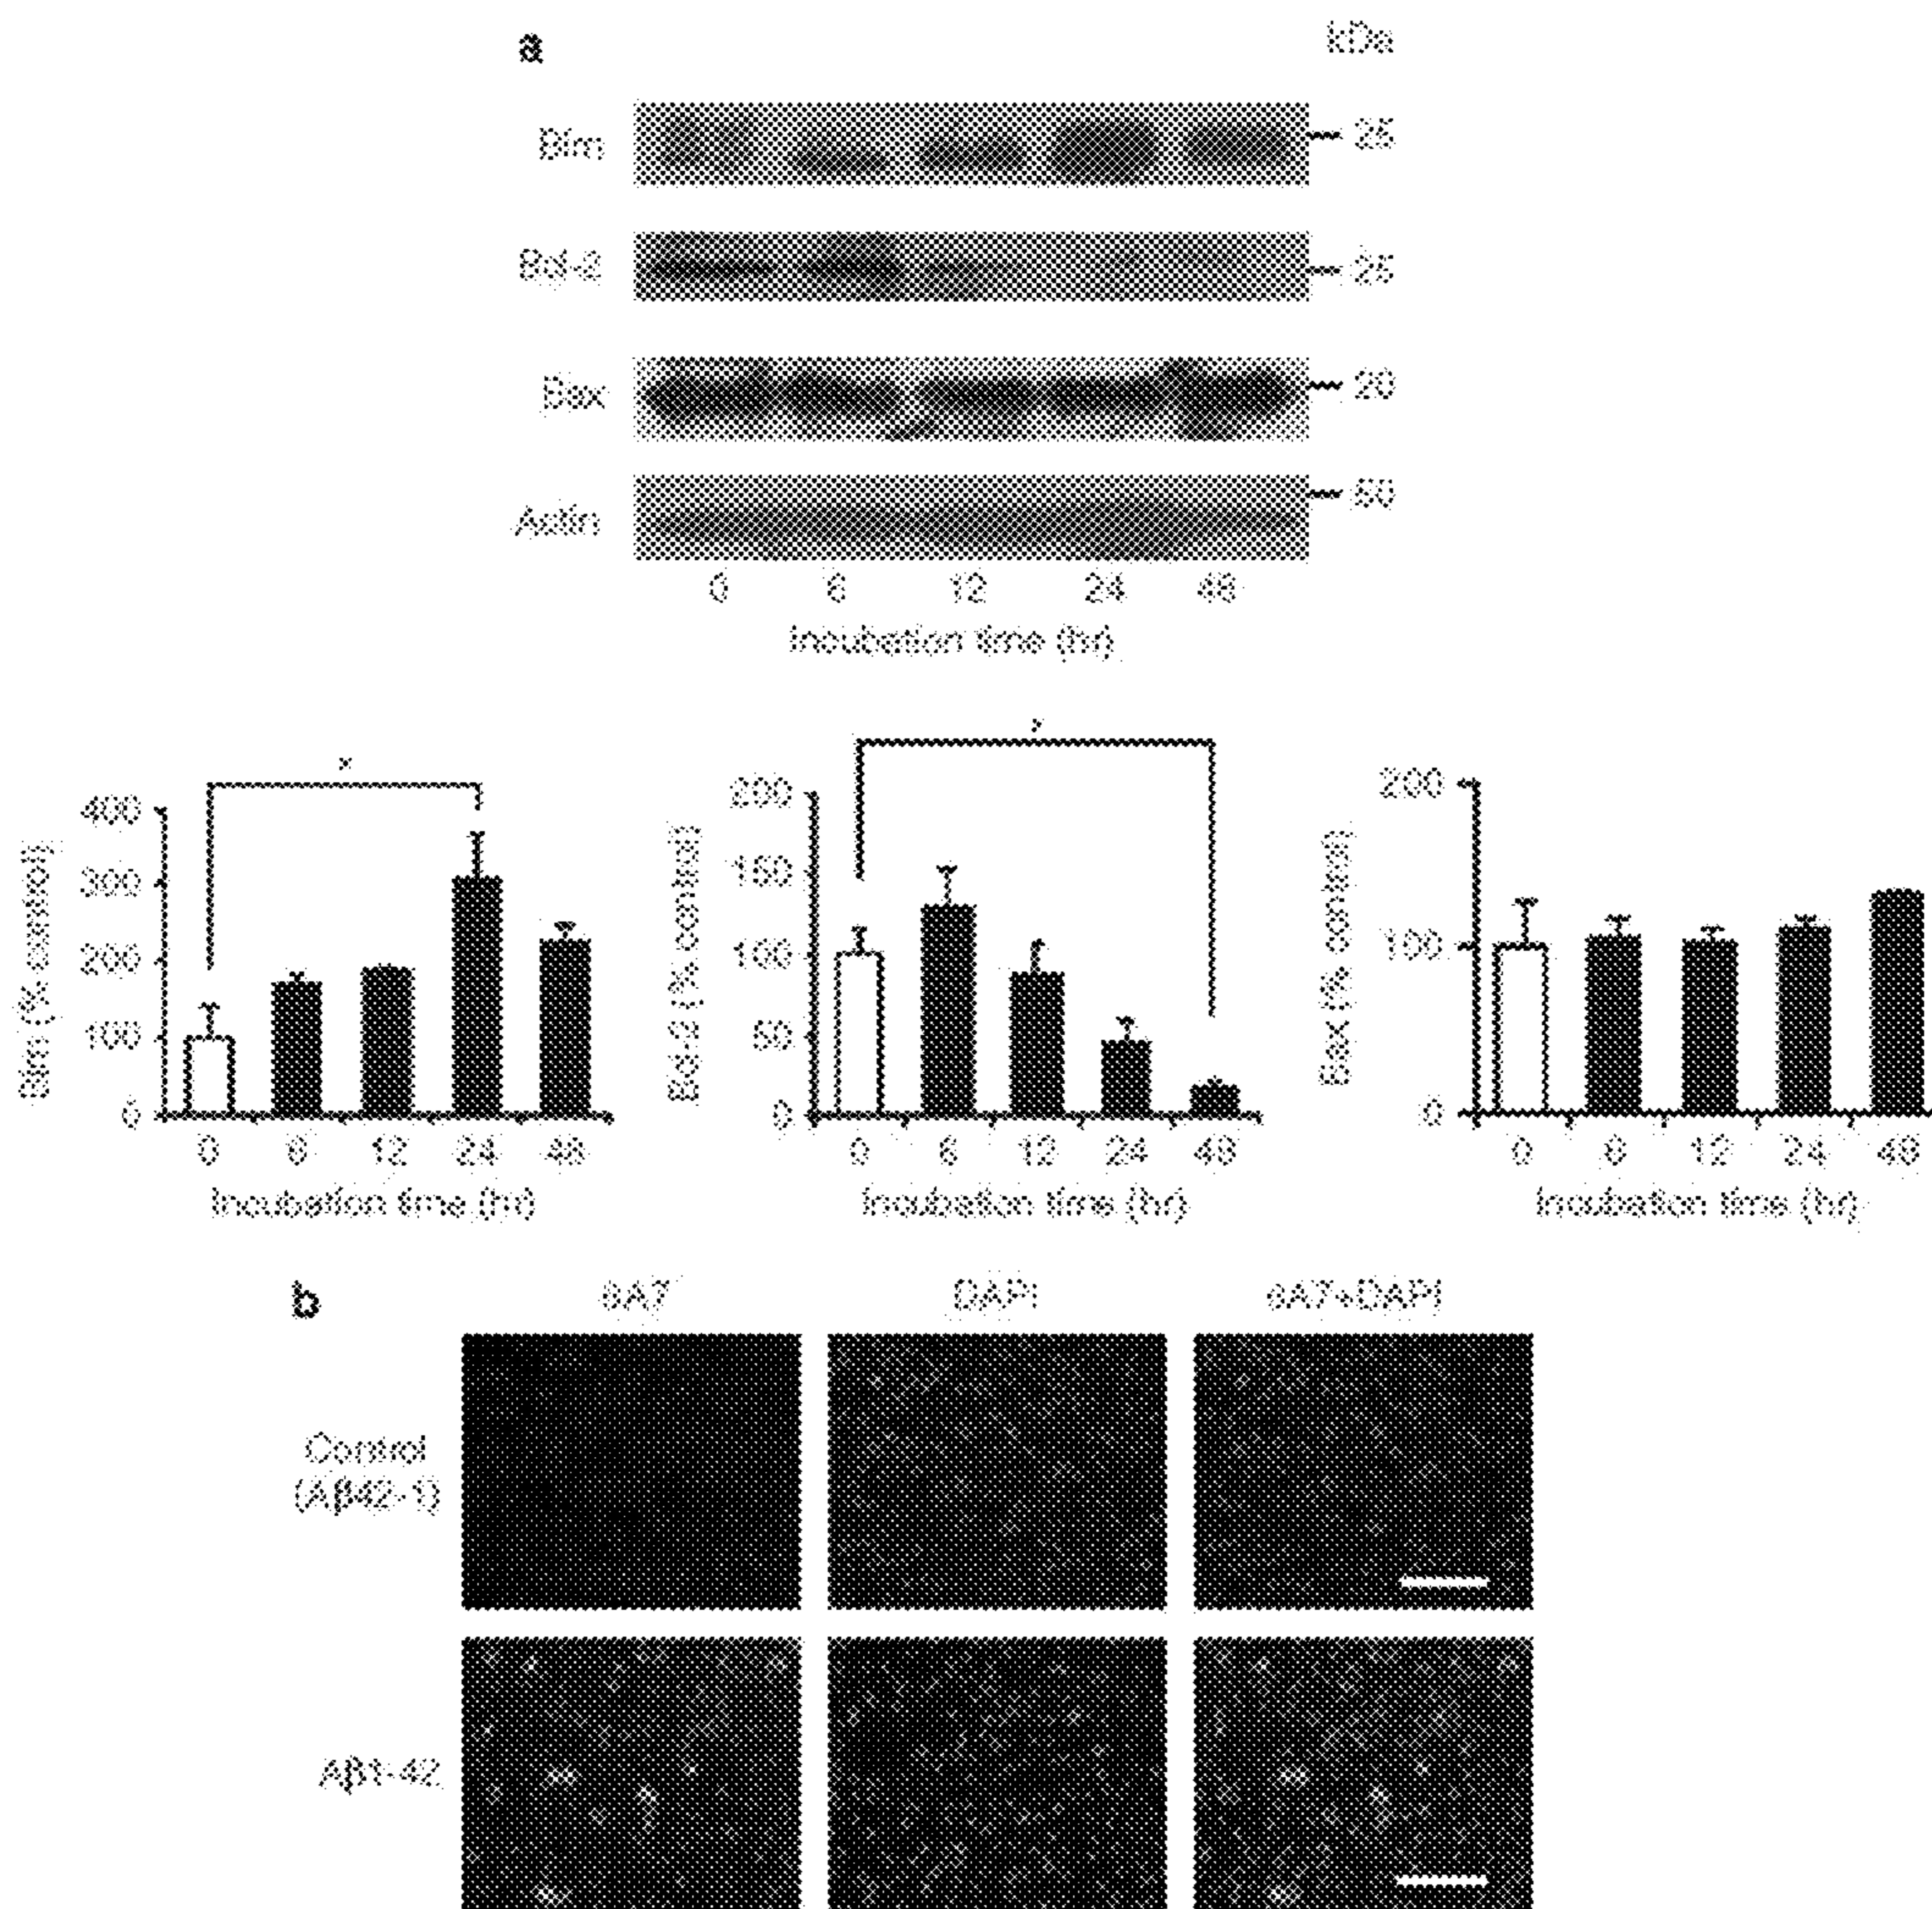 a
kDa
Bim
25
Bcl-2
25
Bax
20
Actin
50
0 6 12 24 48
Incubation time (hr)
*
400
300
200
100
0
Bim (% control)
0 6 12 24 48
Incubation time (hr)
*
200
150
100
50
0
Bcl-2 (% control)
0 6 12 24 48
Incubation time (hr)
200
100
0
Bax (% control)
0 6 12 24 48
Incubation time (hr)
b
6A7 DAPI 6A7+DAPI
Control
(Aβ42-1)
Aβ1-42